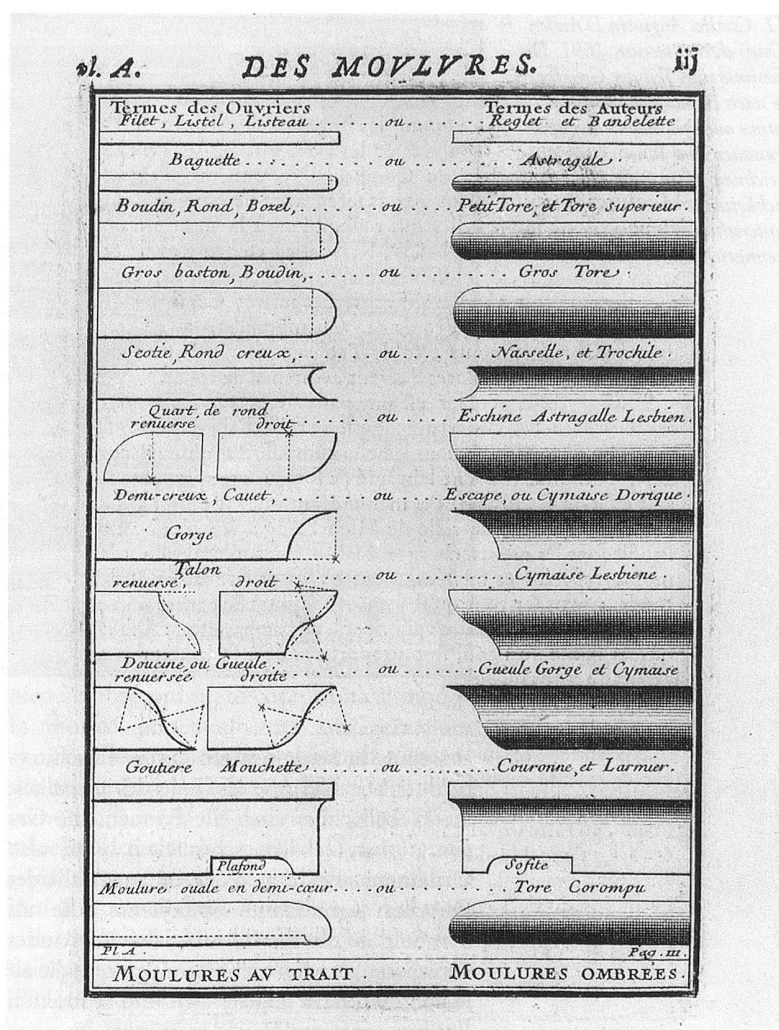 Pl. A. DES MOVLVRES. iij
Termes des Ouvriers Termes des Auteurs
Filet, Listel, Listeau ou Reglet et Bandelette
Baguette ou Astragale
Boudin, Rond, Bozel, ou Petit Tore, et Tore superieur.
Gros baston, Boudin, ou Gros Tore
Scotie, Rond creux, ou Nasselle, et Trochile.
Quart de rond
renuerse droit ou Eschine Astragalle Lesbien.
Demi-creux, Cauet, ou Escape, ou Cymaise Dorique.
Gorge
Talon
renuerse, droit ou Cymaise Lesbiene
Doucine ou Gueule
renuersée droite ou Gueule Gorge et Cymaise
Goutiere Mouchette ou Couronne, et Larmier.
Plafond Sofite
Moulure ouale en demi-cœur. ou Tore Corompu
Pl. A Pag. iii.
MOULURES AV TRAIT MOULURES OMBRÉES.